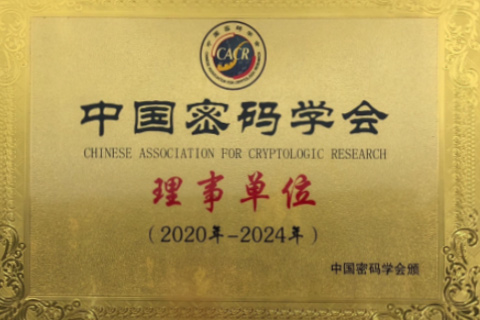 CACR
中国密码学会
CHINESE ASSOCIATION FOR CRYPTOLOGIC RESEARCH
理事单位
(2020年-2024年)
中国密码学会颁